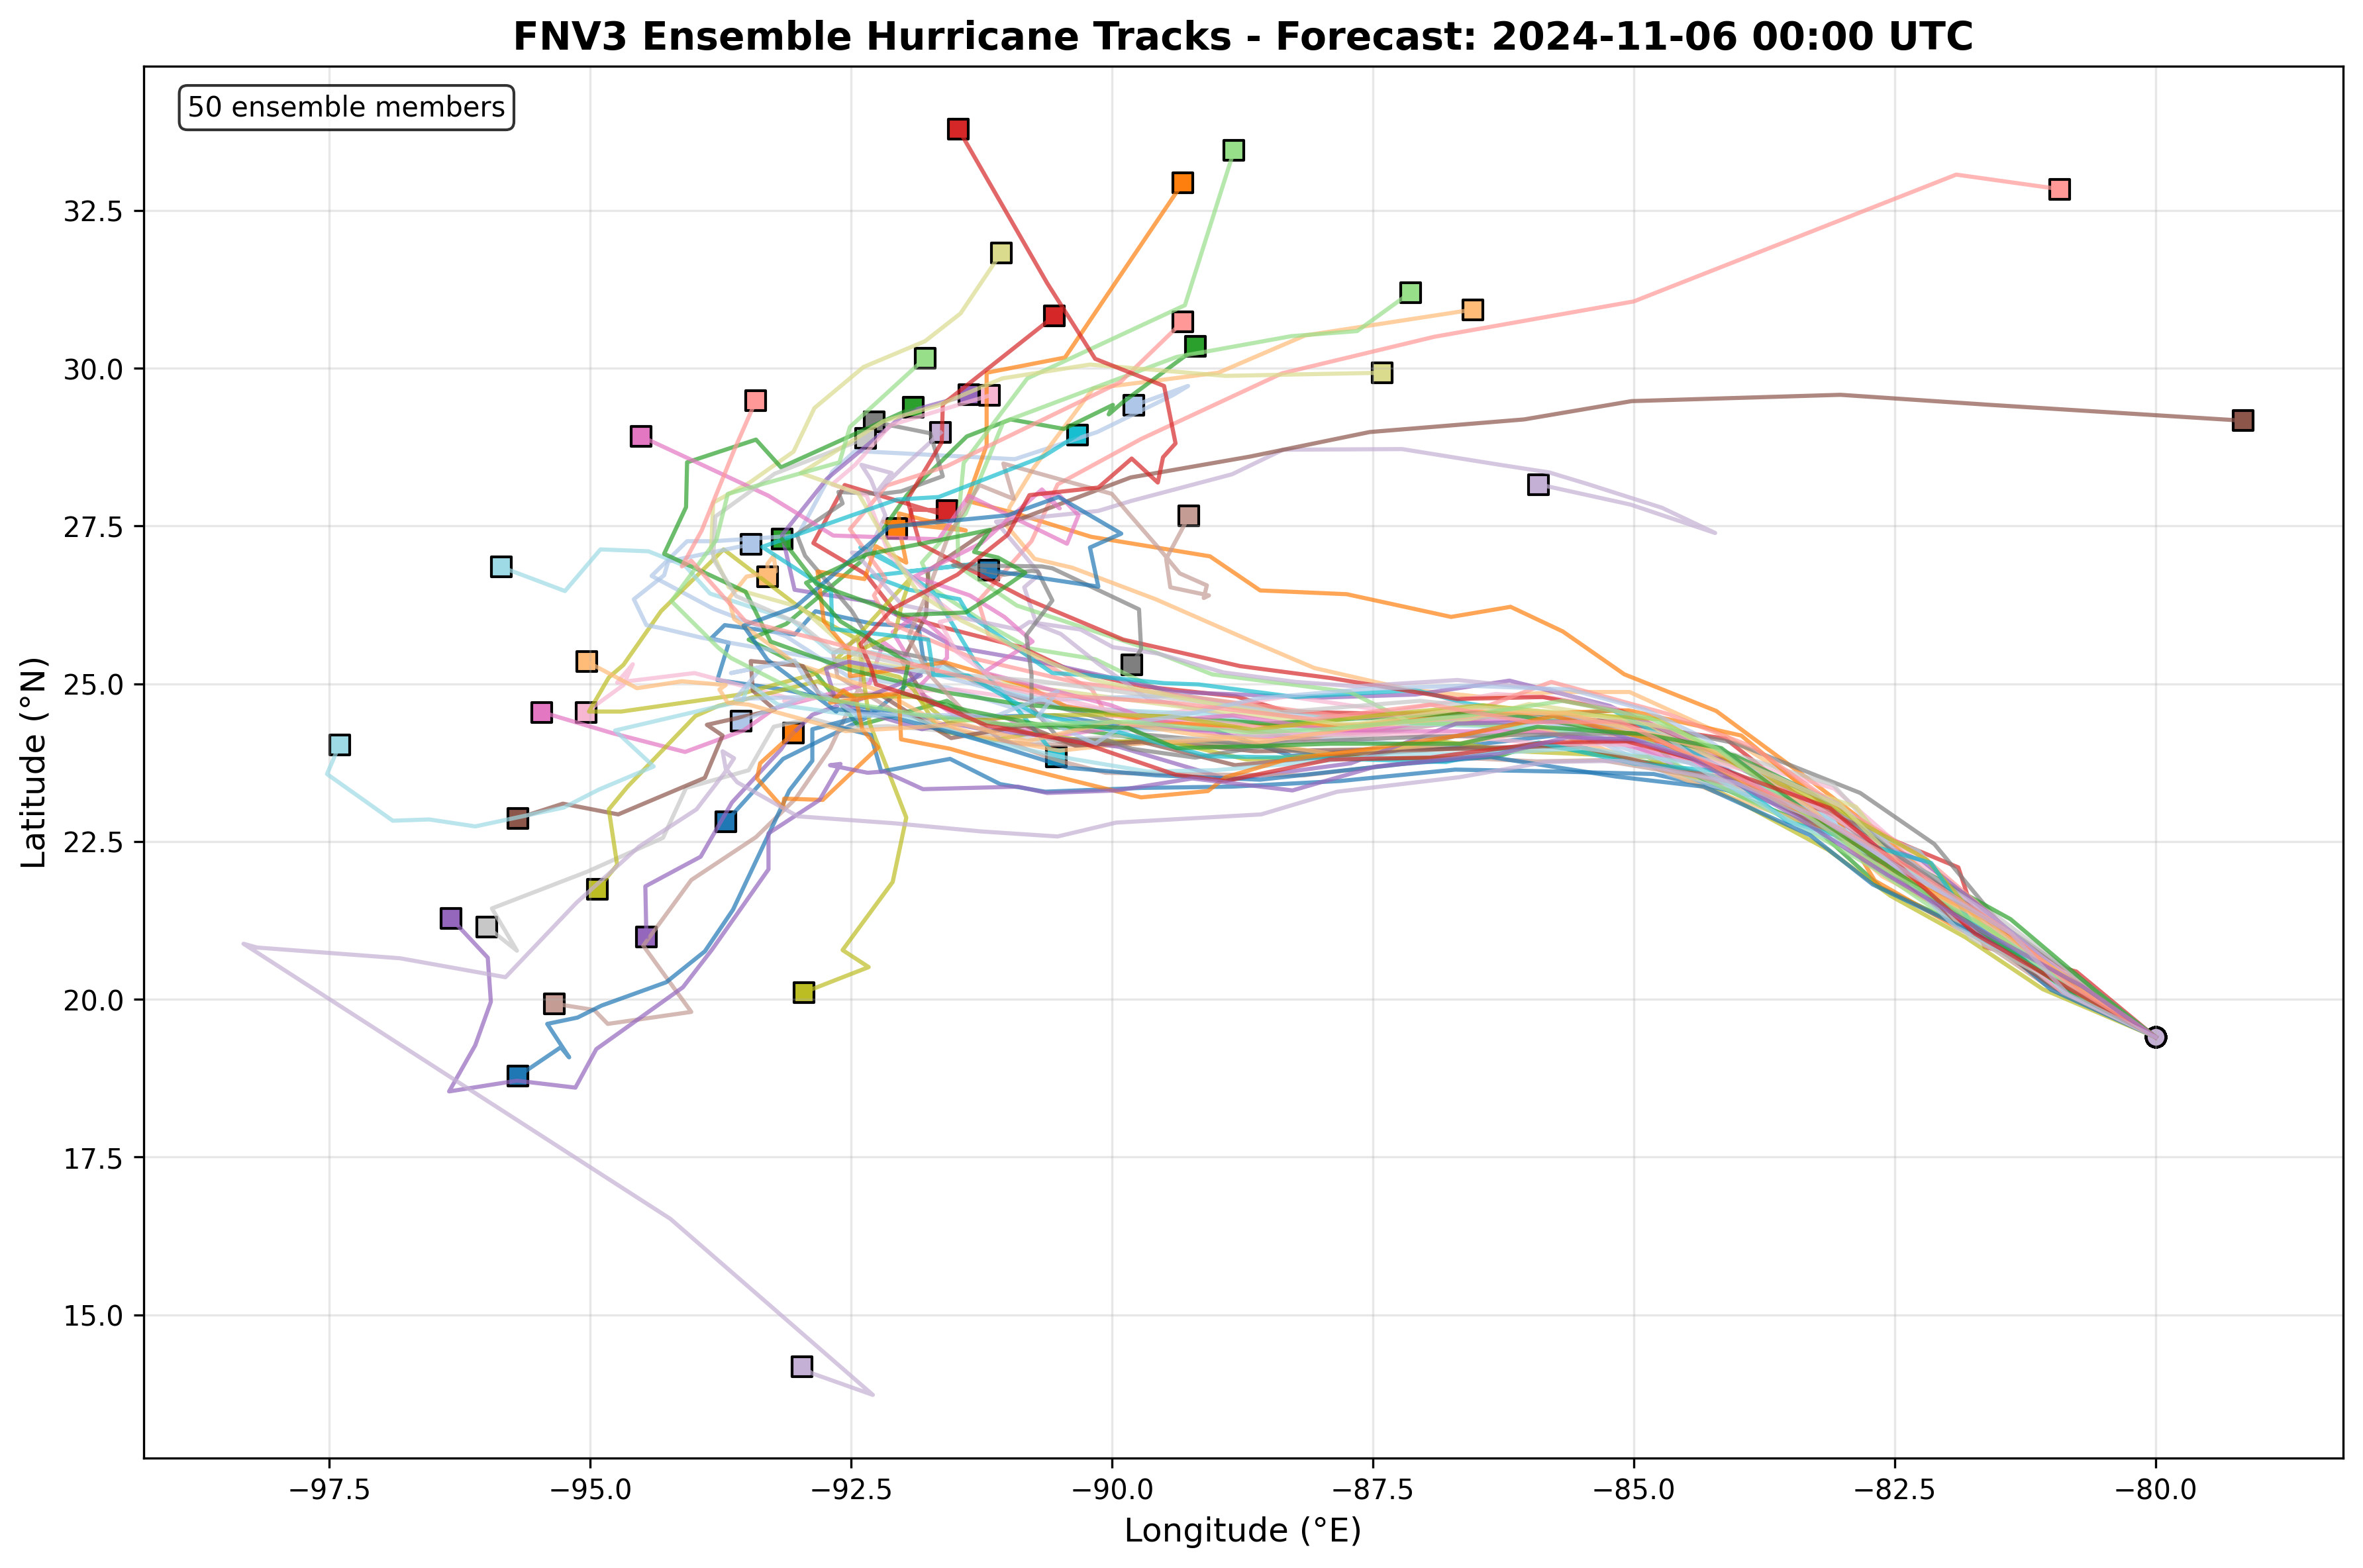 FNV3 Ensemble Hurricane Tracks - Forecast: 2024-11-06 00:00 UTC
50 ensemble members
32.5
30.0
27.5
25.0
22.5
20.0
17.5
15.0
Latitude (°N)
−97.5 −95.0 −92.5 −90.0 −87.5 −85.0 −82.5 −80.0
Longitude (°E)